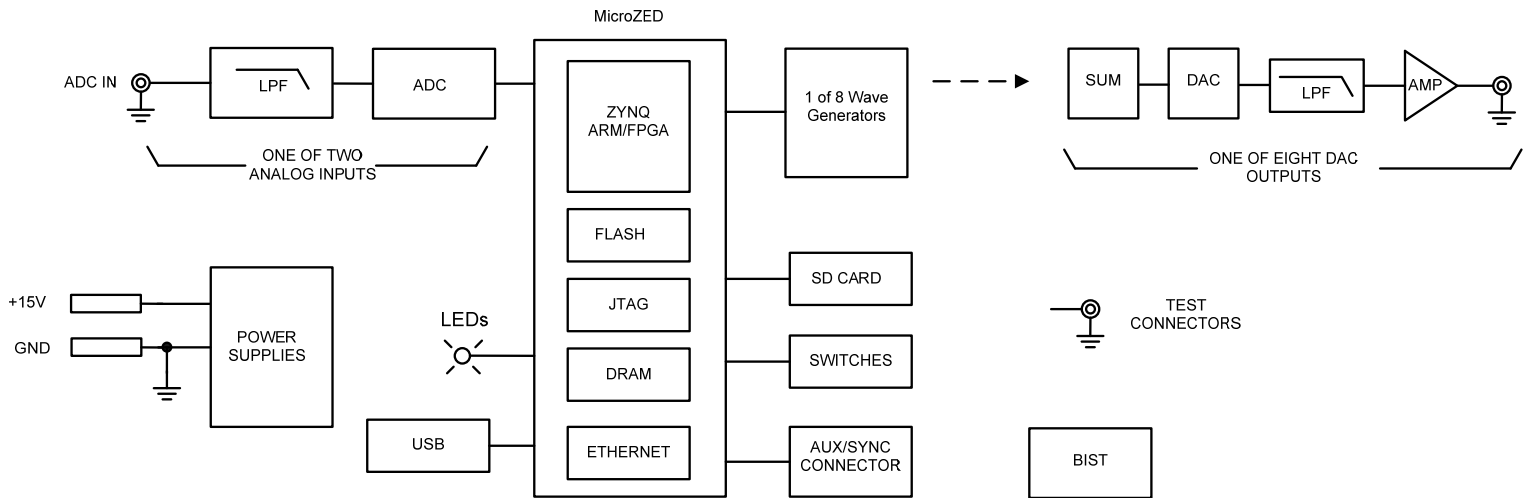 MicroZED
ADC IN
LPF
ADC
ZYNQ
ARM/FPGA
1 of 8 Wave
Generators
SUM
DAC
LPF
AMP
ONE OF TWO
ANALOG INPUTS
ONE OF EIGHT DAC
OUTPUTS
FLASH
SD CARD
+15V
GND
POWER
SUPPLIES
LEDs
JTAG
TEST
CONNECTORS
DRAM
SWITCHES
USB
ETHERNET
AUX/SYNC
CONNECTOR
BIST